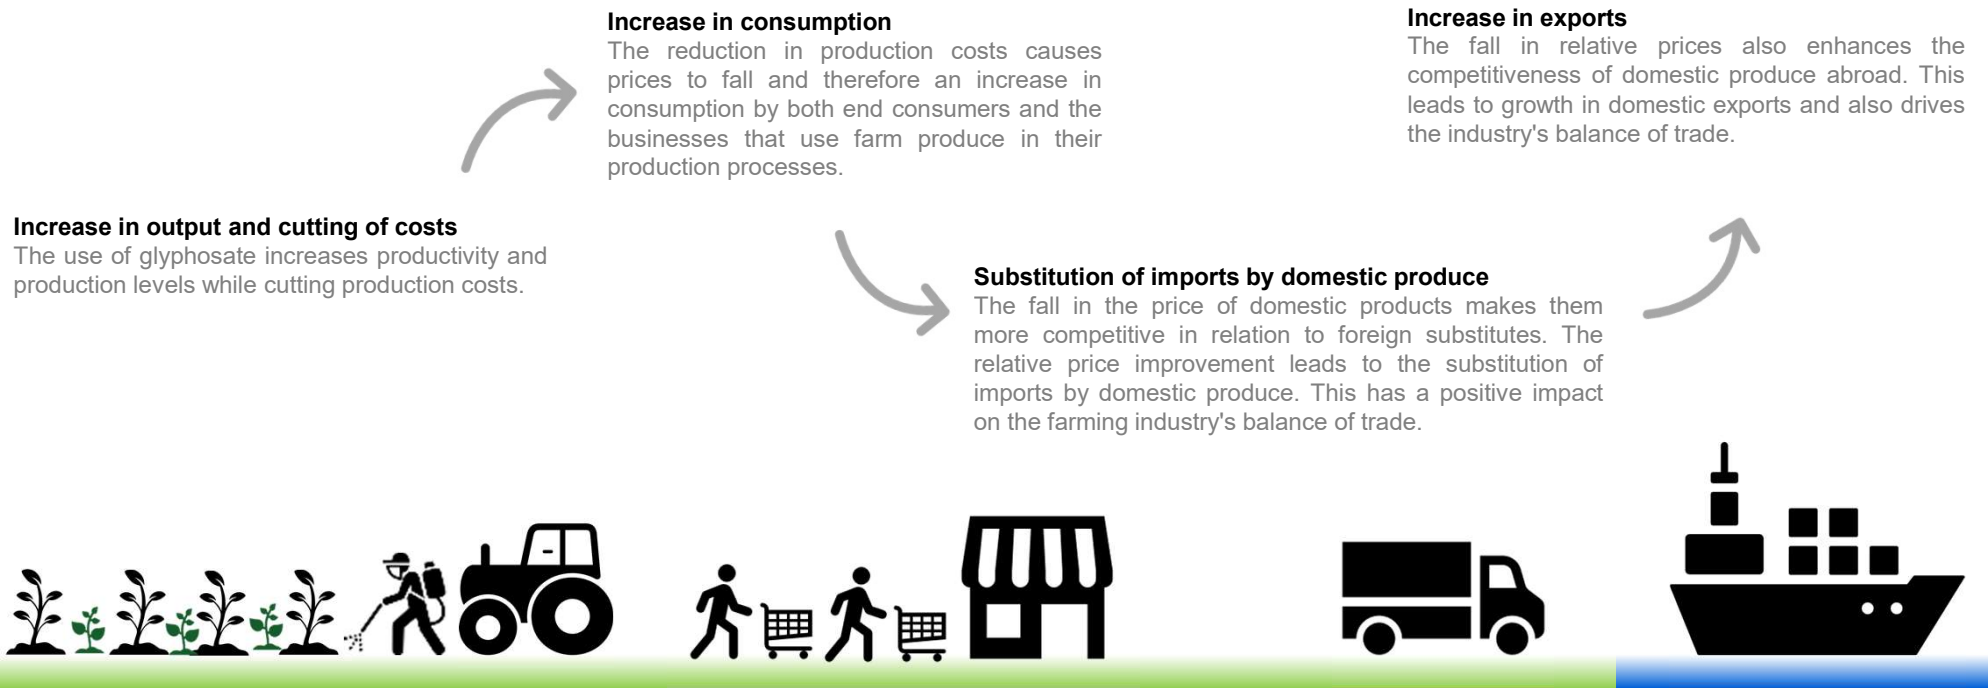 Increase in output and cutting of costs
The use of glyphosate increases productivity and
production levels while cutting production costs.
Increase in consumption
The reduction in production costs causes
prices to fall and therefore an increase in
consumption by both end consumers and the
businesses that use farm produce in their
production processes.
Substitution of imports by domestic produce
The fall in the price of domestic products makes them
more competitive in relation to foreign substitutes. The
relative price improvement leads to the substitution of
imports by domestic produce. This has a positive impact
on the farming industry's balance of trade.
Increase in exports
The fall in relative prices also enhances the
competitiveness of domestic produce abroad. This
leads to growth in domestic exports and also drives
the industry's balance of trade.